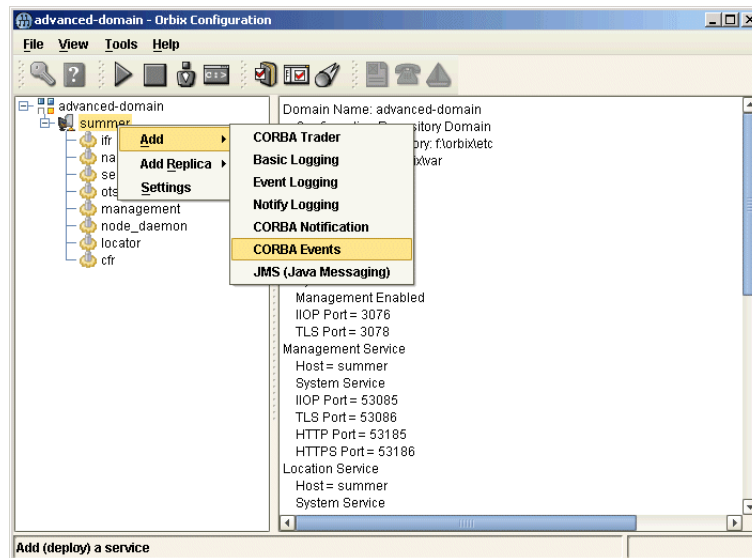 advanced-domain - Orbix Configuration
File View Tools Help
advanced-domain
summer
ifr
na
se
ots
management
node_daemon
locator
cfr
Add
Add Replica
Settings
CORBA Trader
Basic Logging
Event Logging
Notify Logging
CORBA Notification
CORBA Events
JMS (Java Messaging)
Domain Name: advanced-domain
sitory Domain
ory: f:\orbix\etc
ix\var
Management Enabled
IIOP Port = 3076
TLS Port = 3078
Management Service
Host = summer
System Service
IIOP Port = 53085
TLS Port = 53086
HTTP Port = 53185
HTTPS Port = 53186
Location Service
Host = summer
System Service
Add (deploy) a service